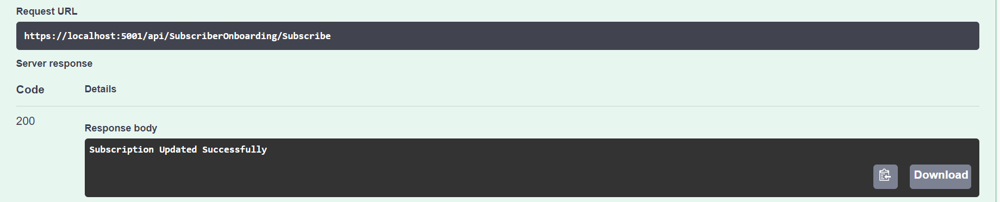 Request URL
https://localhost:5001/api/SubscriberOnboarding/Subscribe
Server response
Code Details
200
Response body
Subscription Updated Successfully
Download